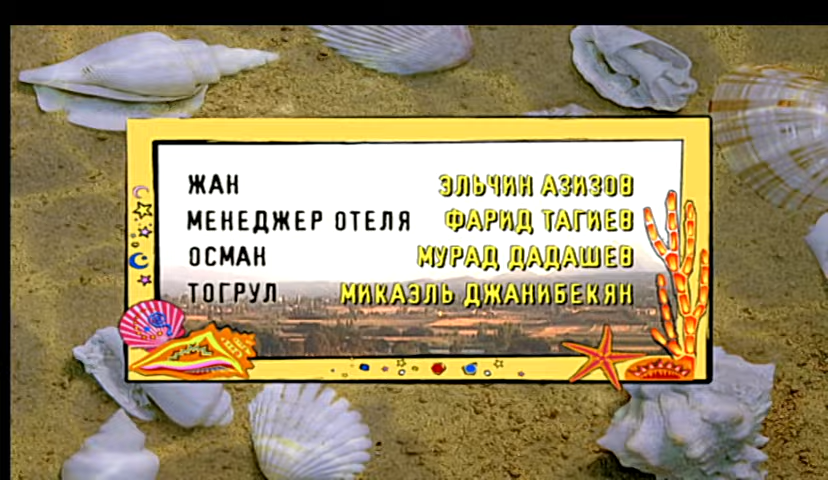 ЖАН ЭЛЬЧИН АЗИЗОВ
МЕНЕДЖЕР ОТЕЛЯ ФАРИД ТАГИЕВ
ОСМАН МУРАД ДАДАШЕВ
ТОГРУЛ МИКАЭЛЬ ДЖАНИБЕКЯН